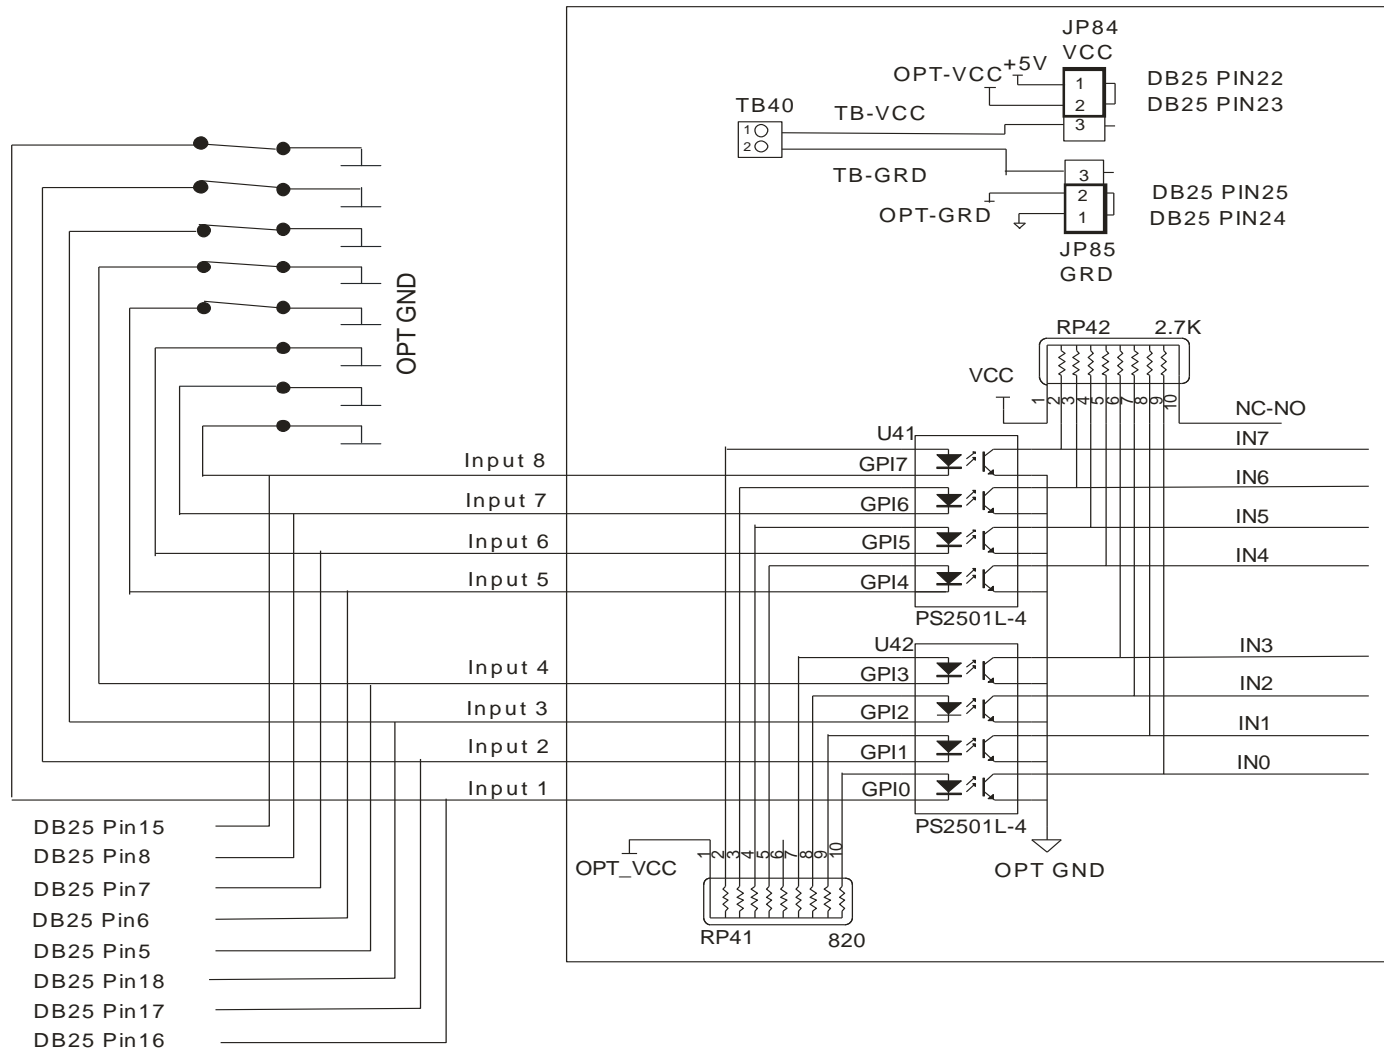 JP84
VCC
OPT-VCC +5V
1
2
3
DB25 PIN22
DB25 PIN23
TB40
1
2
TB-VCC
TB-GRD
OPT-GRD
3
2
1
DB25 PIN25
DB25 PIN24
JP85
GRD
OPT GND
RP42 2.7K
VCC
1 2 3 4 5 6 7 8 9 10
NC-NO
U41
Input 8 GPI7 IN7
Input 7 GPI6 IN6
Input 6 GPI5 IN5
Input 5 GPI4 IN4
PS2501L-4
U42
Input 4 GPI3 IN3
Input 3 GPI2 IN2
Input 2 GPI1 IN1
Input 1 GPI0 IN0
PS2501L-4
OPT GND
OPT_VCC
1 2 3 4 5 6 7 8 9 10
RP41 820
DB25 Pin15
DB25 Pin8
DB25 Pin7
DB25 Pin6
DB25 Pin5
DB25 Pin18
DB25 Pin17
DB25 Pin16